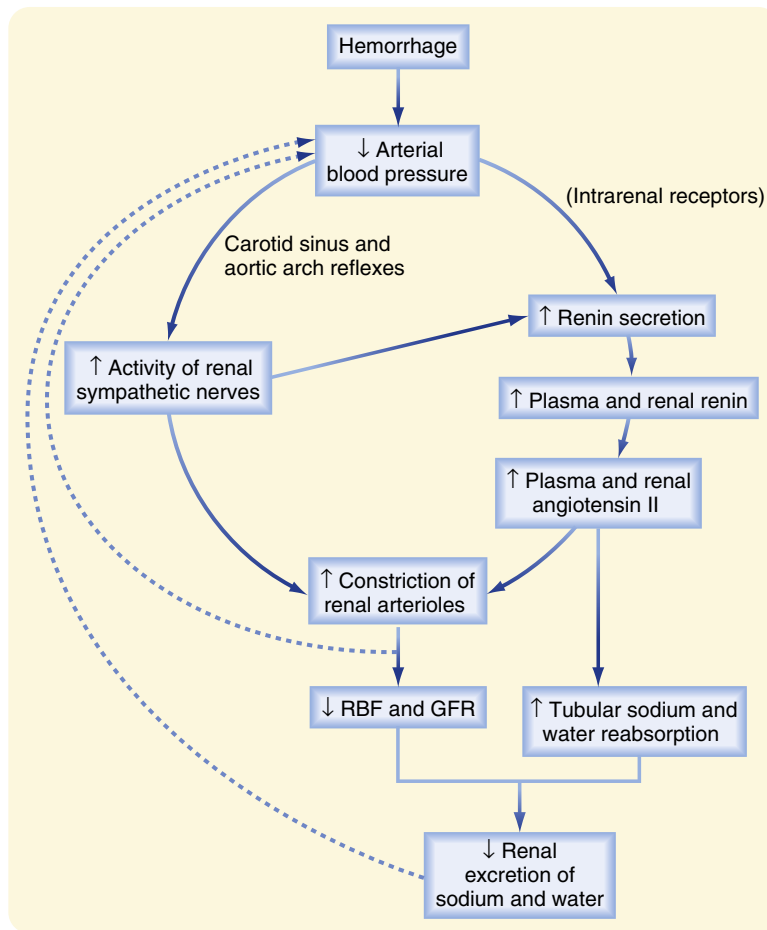 Hemorrhage
↓ Arterial
blood pressure
(Intrarenal receptors)
Carotid sinus and
aortic arch reflexes
↑ Renin secretion
↑ Activity of renal
sympathetic nerves
↑ Plasma and renal renin
↑ Plasma and renal
angiotensin II
↑ Constriction of
renal arterioles
↓ RBF and GFR
↑ Tubular sodium and
water reabsorption
↓ Renal
excretion of
sodium and water